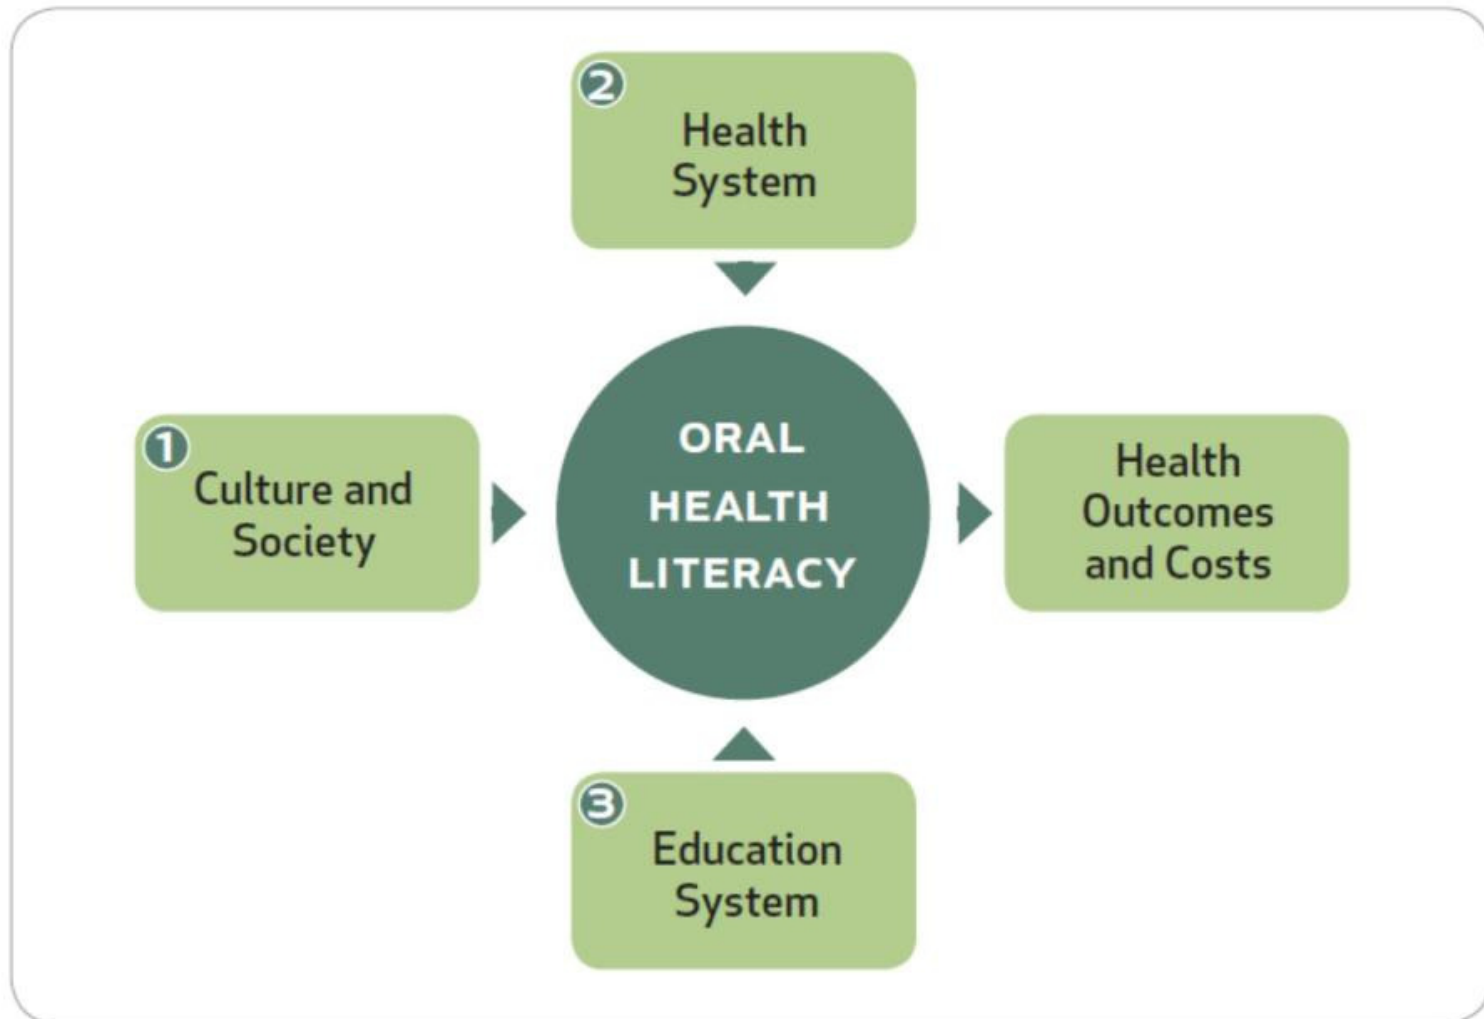 2
Health
System
1
Culture and
Society
ORAL
HEALTH
LITERACY
Health
Outcomes
and Costs
3
Education
System